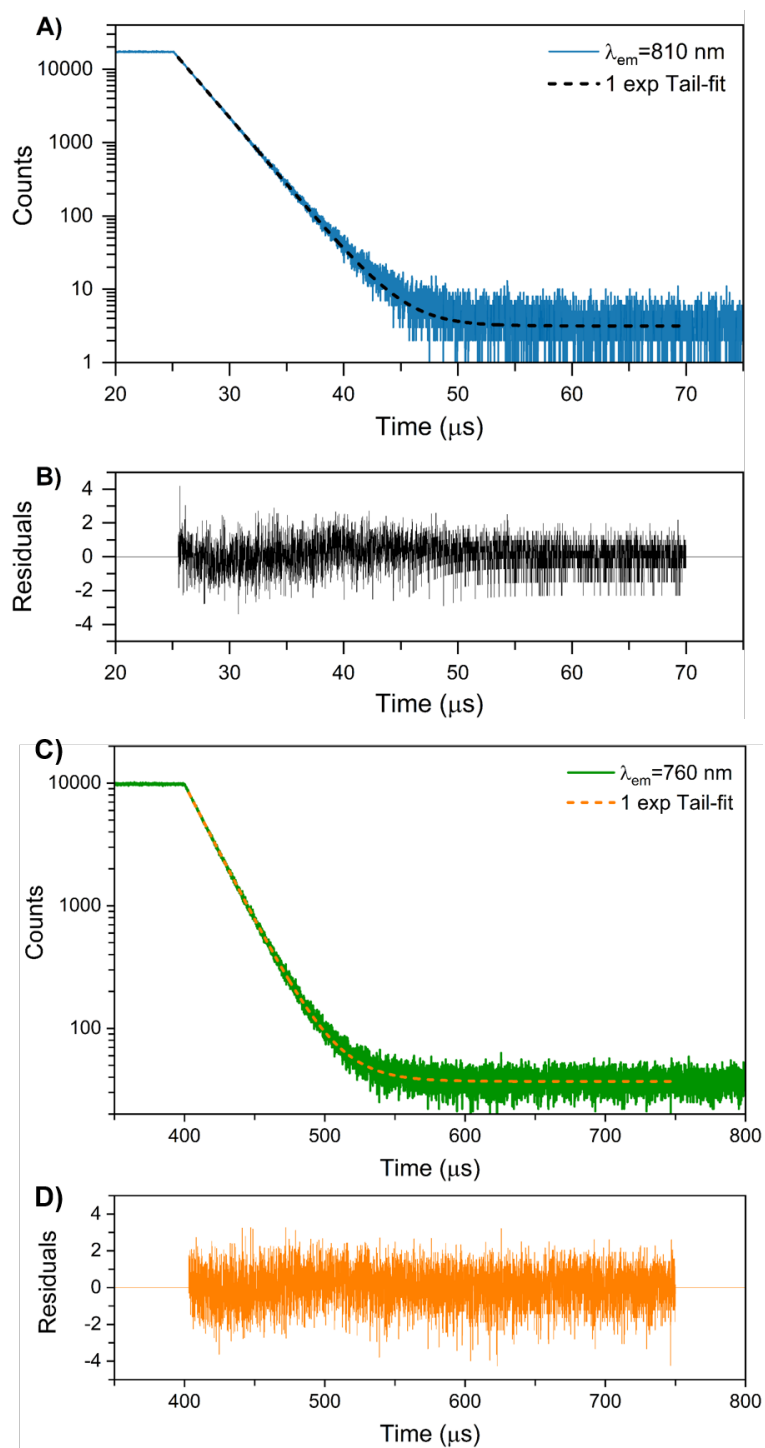 A)
λem=810 nm
1 exp Tail-fit
10000
1000
100
10
1
Counts
20 30 40 50 60 70
Time (μs)
B)
4
2
0
-2
-4
Residuals
20 30 40 50 60 70
Time (μs)
C)
λem=760 nm
1 exp Tail-fit
10000
1000
100
Counts
400 500 600 700 800
Time (μs)
D)
4
2
0
-2
-4
Residuals
400 500 600 700 800
Time (μs)